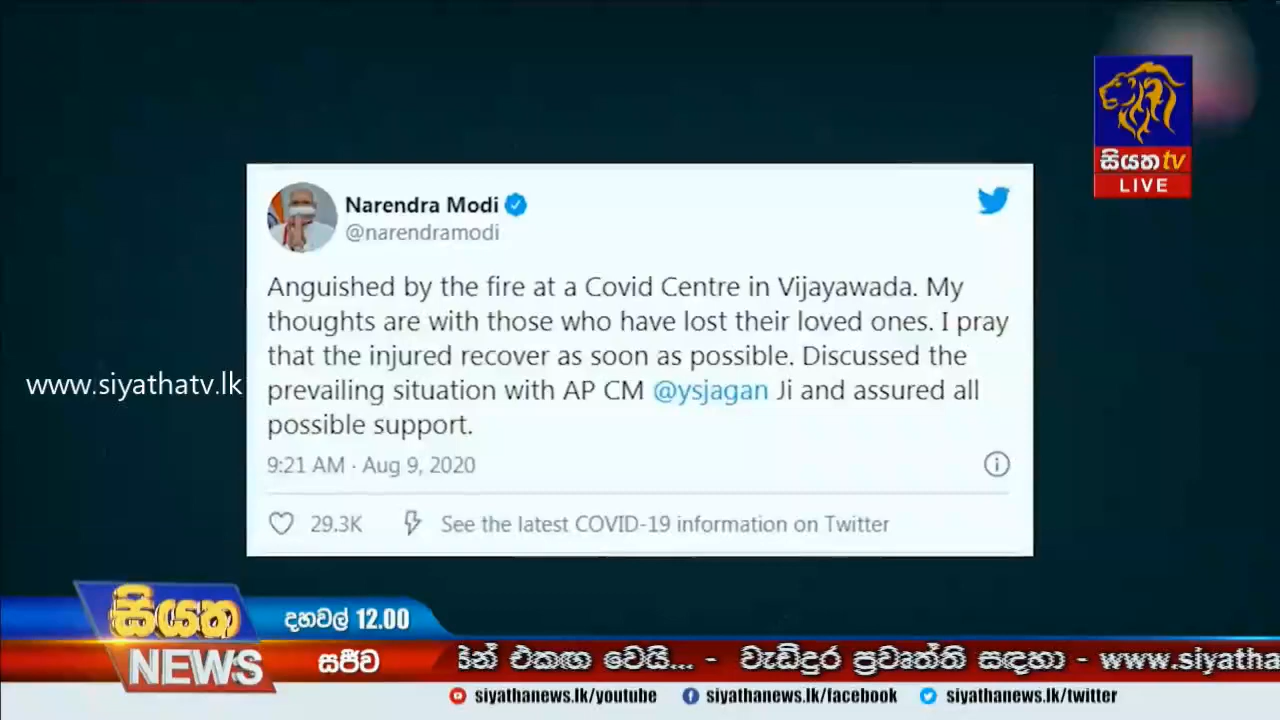 සියත tv
LIVE
Narendra Modi
@narendramodi
Anguished by the fire at a Covid Centre in Vijayawada. My
thoughts are with those who have lost their loved ones. I pray
that the injured recover as soon as possible. Discussed the
prevailing situation with AP CM @ysjagan Ji and assured all
possible support.
9:21 AM · Aug 9, 2020
29.3K See the latest COVID-19 information on Twitter
www.siyathatv.lk
සියත
NEWS
දහවල් 12.00
සජීව
එකඟ වෙයි... - වැඩිදුර ප්‍රවෘත්ති සඳහා - www.siyatha
siyathanews.lk/youtube siyathanews.lk/facebook siyathanews.lk/twitter